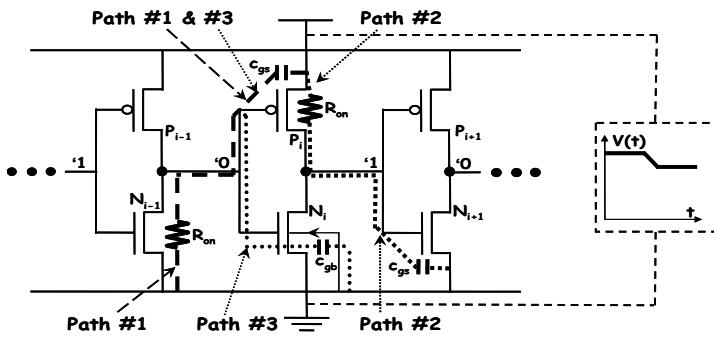 Path #1 & #3
Path #2
cgs
Ron
Pi-1
Pi
Pi+1
V(t)
'1
'0
'1
'0
Ni-1
Ni
Ni+1
t
Ron
cgb
cgs
Path #1
Path #3
Path #2